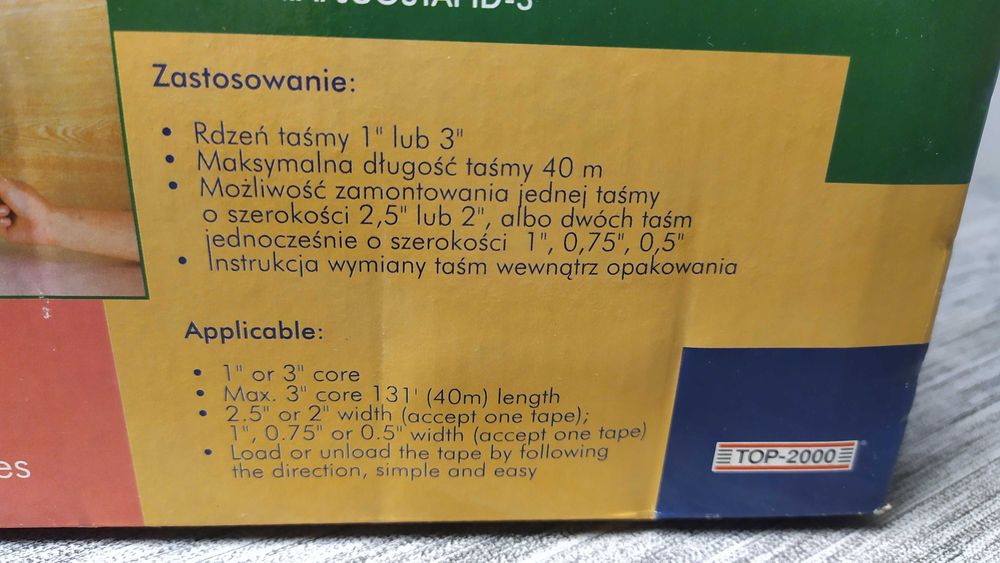 Zastosowanie:
• Rdzeń taśmy 1" lub 3"
• Maksymalna długość taśmy 40 m
• Możliwość zamontowania jednej taśmy
o szerokości 2,5" lub 2", albo dwóch taśm
jednocześnie o szerokości 1", 0,75", 0,5"
• Instrukcja wymiany taśm wewnątrz opakowania
Applicable:
• 1" or 3" core
• Max. 3" core 131' (40m) length
• 2.5" or 2" width (accept one tape);
1", 0.75" or 0.5" width (accept one tape)
• Load or unload the tape by following
the direction, simple and easy
TOP-2000